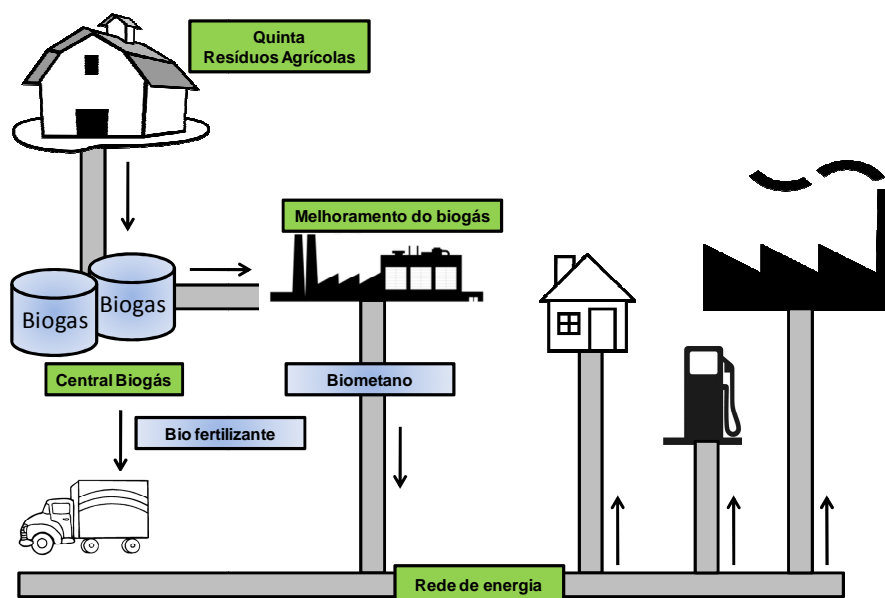 Quinta
Resíduos Agrícolas
Melhoramento do biogás
Biogas
Biogas
Central Biogás
Biometano
Bio fertilizante
Rede de energia